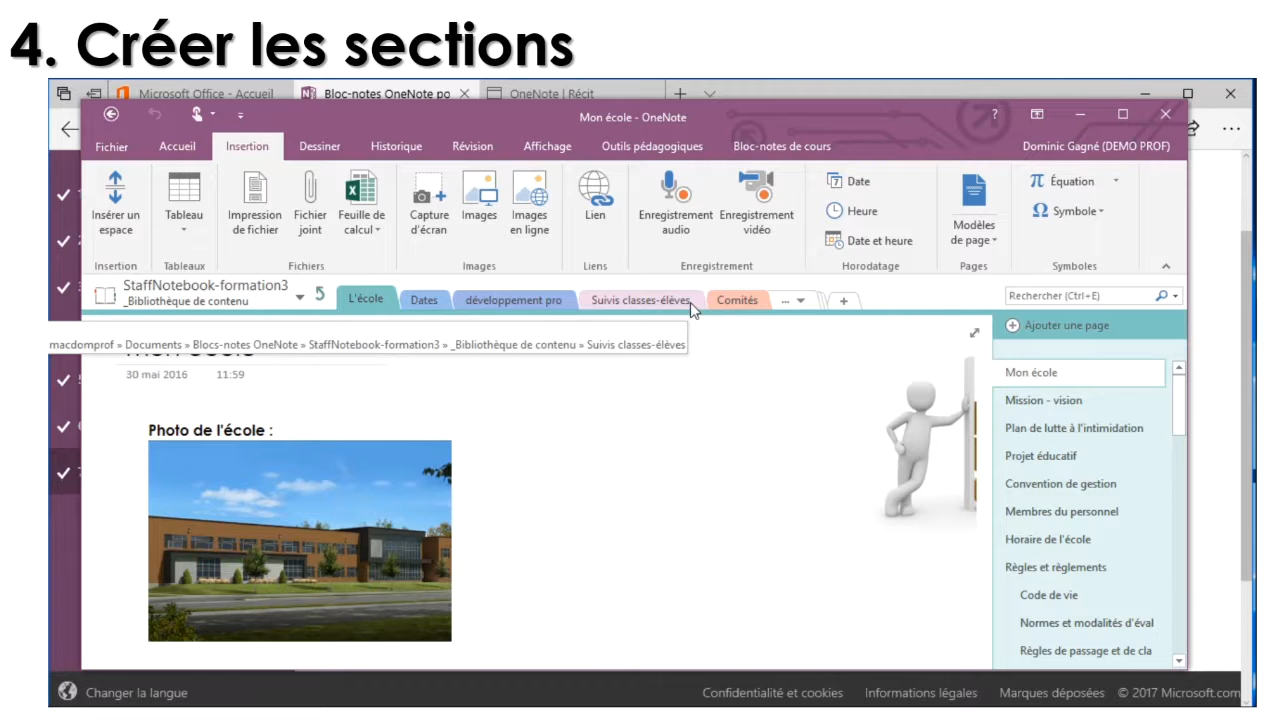 4. Créer les sections
Microsoft Office - Accueil
Bloc-notes OneNote po
OneNote | Récit
Mon école - OneNote
Fichier Accueil Insertion Dessiner Historique Révision Affichage Outils pédagogiques Bloc-notes de cours Dominic Gagné (DEMO PROF)
Insérer un espace
Tableau
Impression de fichier
Fichier joint
Feuille de calcul
Capture d'écran
Images
Images en ligne
Lien
Enregistrement audio
Enregistrement vidéo
Date
Heure
Date et heure
Modèles de page
π Équation
Ω Symbole
Insertion Tableaux Fichiers Images Liens Enregistrement Horodatage Pages Symboles
StaffNotebook-formation3
_Bibliothèque de contenu
L'école Dates développement pro Suivis classes-élèves Comités ... +
Rechercher (Ctrl+E)
macdomprof » Documents » Blocs-notes OneNote » StaffNotebook-formation3 » _Bibliothèque de contenu » Suivis classes-élèves
30 mai 2016 11:59
Photo de l'école :
Ajouter une page
Mon école
Mission - vision
Plan de lutte à l'intimidation
Projet éducatif
Convention de gestion
Membres du personnel
Horaire de l'école
Règles et règlements
Code de vie
Normes et modalités d'éval
Règles de passage et de cla
Changer la langue
Confidentialité et cookies Informations légales Marques déposées © 2017 Microsoft.com